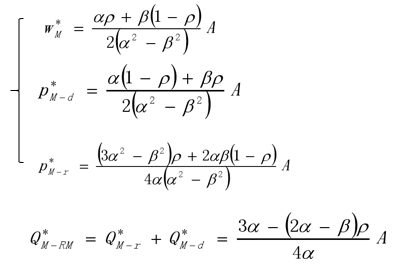 w*_M = (αρ + β(1 − ρ)) / (2(α² − β²)) A
p*_{M−d} = (α(1 − ρ) + βρ) / (2(α² − β²)) A
p*_{M−r} = ((3α² − β²)ρ + 2αβ(1 − ρ)) / (4α(α² − β²)) A
Q*_{M−RM} = Q*_{M−r} + Q*_{M−d} = (3α − (2α − β)ρ) / (4α) A